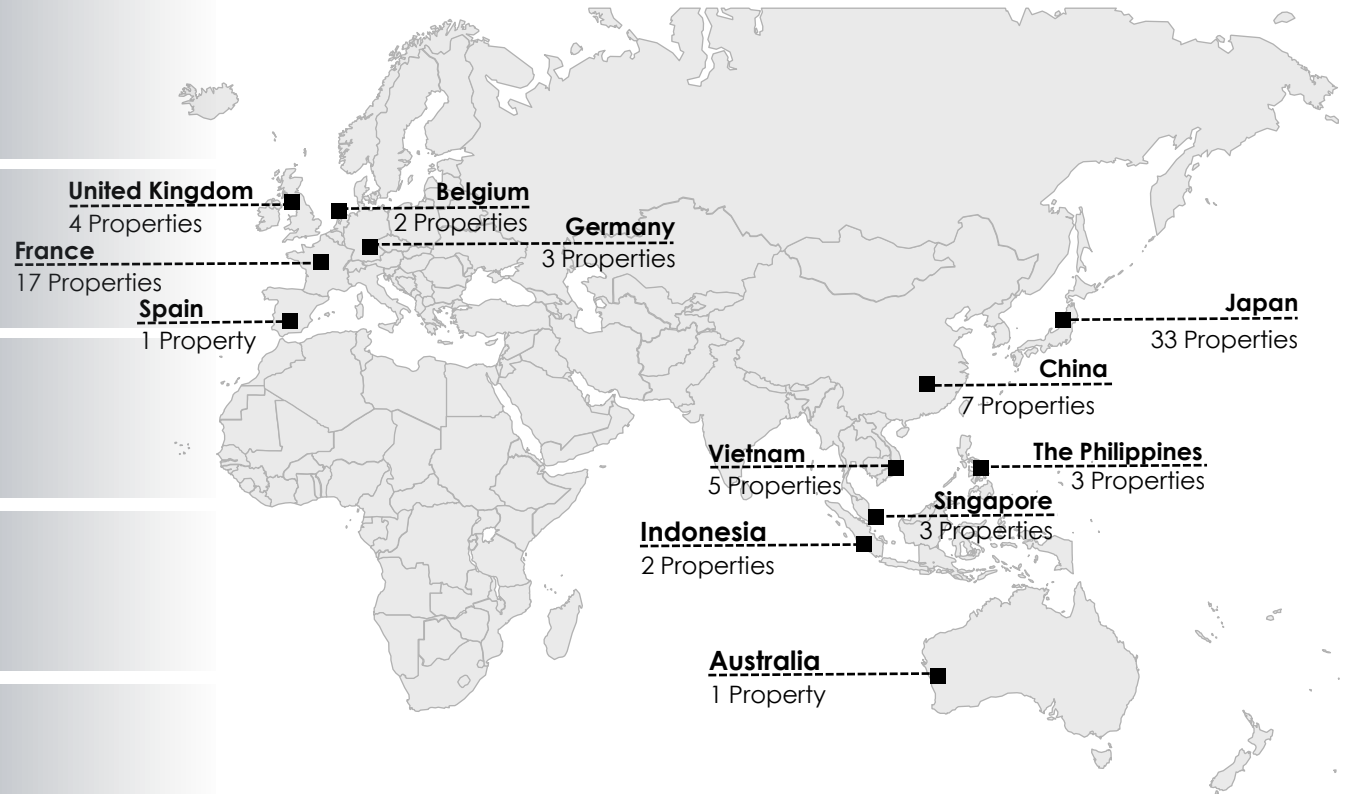 United Kingdom
4 Properties
Belgium
2 Properties
Germany
3 Properties
France
17 Properties
Spain
1 Property
Japan
33 Properties
China
7 Properties
Vietnam
5 Properties
The Philippines
3 Properties
Singapore
3 Properties
Indonesia
2 Properties
Australia
1 Property